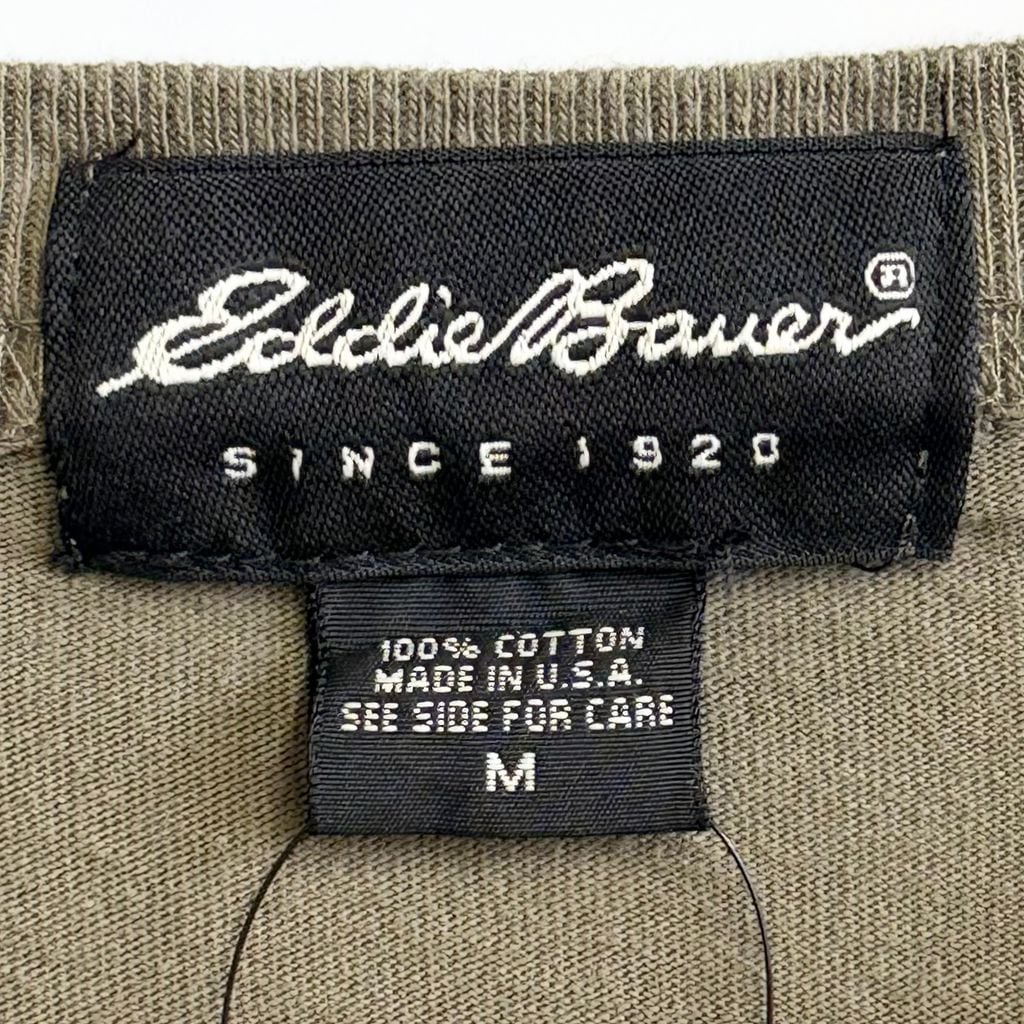 Eddie Bauer®
SINCE 1920
100% COTTON
MADE IN U.S.A.
SEE SIDE FOR CARE
M